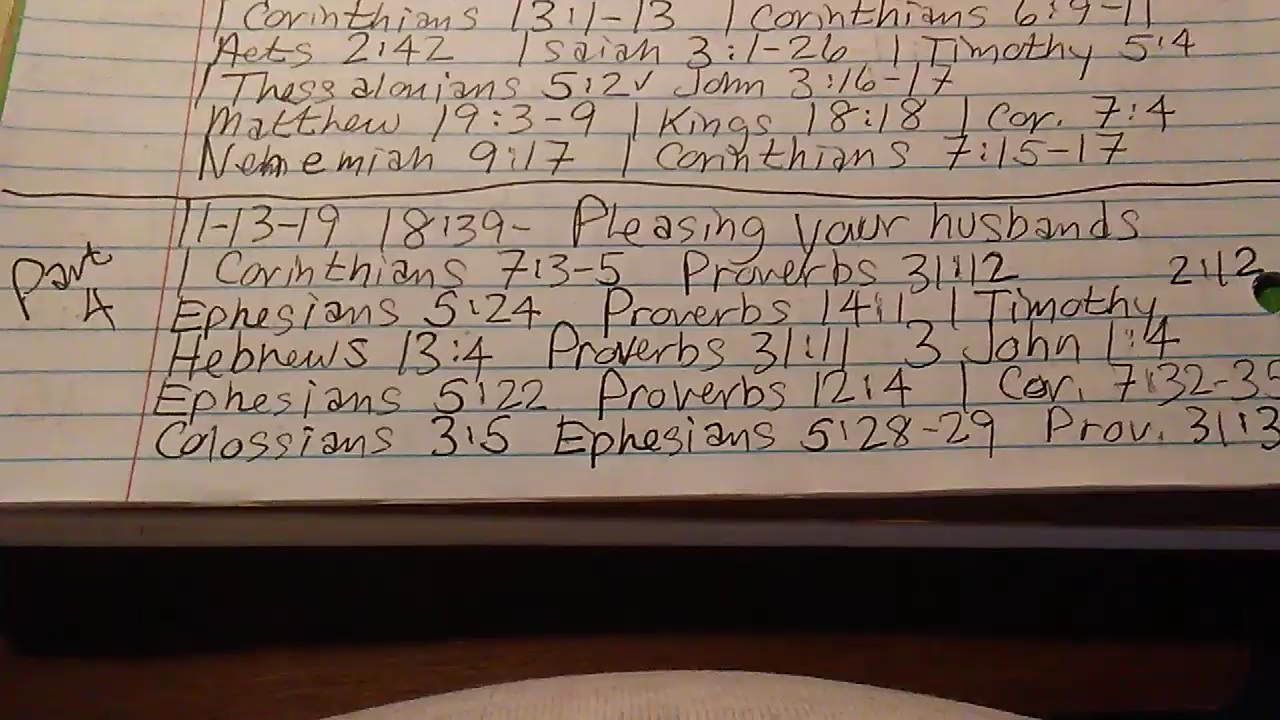 1 Corinthians 13:1-13 1 Corinthians 6:9-11
Acts 2:42 Isaiah 3:1-26 1 Timothy 5:4
1 Thessalonians 5:21 John 3:16-17
Matthew 19:3-9 1 Kings 18:18 1 Cor. 7:4
Nehemiah 9:17 1 Corinthians 7:15-17
11-13-19 18:39- Pleasing your husbands
Part A
1 Corinthians 7:3-5 Proverbs 31:12
Ephesians 5:24 Proverbs 14:1 1 Timothy 2:12
Hebrews 13:4 Proverbs 31:11 3 John 1:4
Ephesians 5:22 Proverbs 12:4 1 Cor. 7:32-35
Colossians 3:5 Ephesians 5:28-29 Prov. 31:3